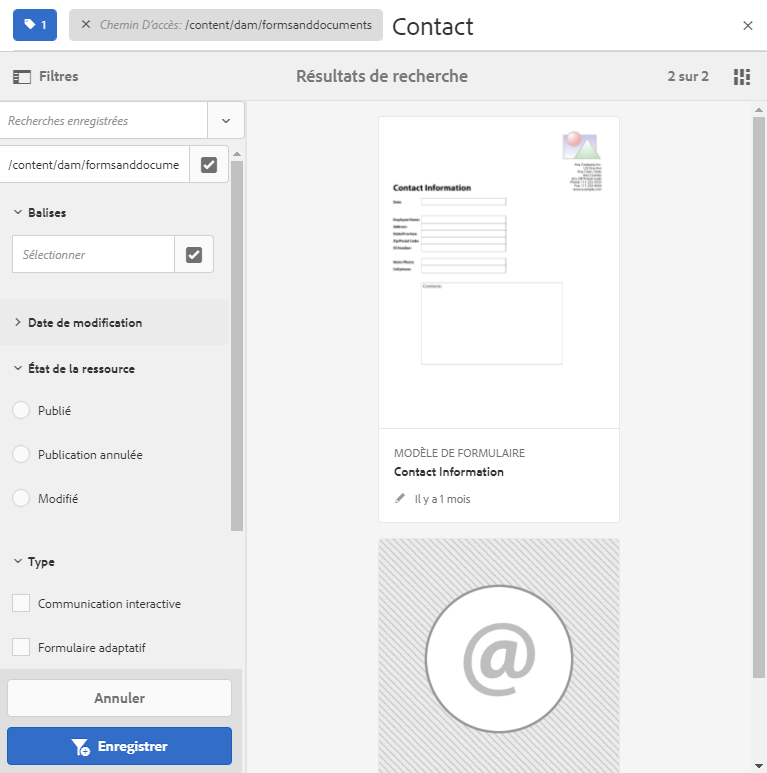 1
× Chemin D'accès: /content/dam/formsanddocuments
Contact
Filtres
Résultats de recherche
2 sur 2
Recherches enregistrées
/content/dam/formsanddocume
Balises
Sélectionner
Date de modification
État de la ressource
Publié
Publication annulée
Modifié
Type
Communication interactive
Formulaire adaptatif
Annuler
Enregistrer
Contact Information
Date
Employee Name
Address
State/Province
Zip/Postal Code
ID Number
Home Phone
Cell phone
MODÈLE DE FORMULAIRE
Contact Information
Il y a 1 mois
@